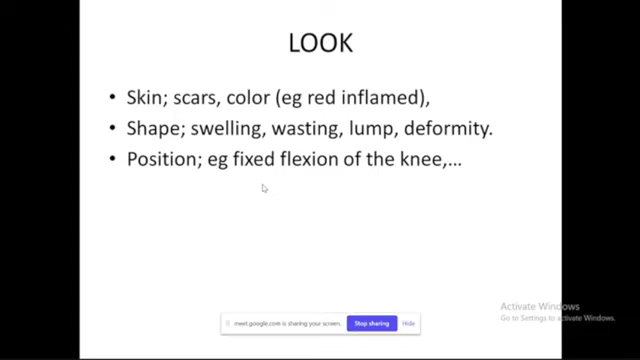 LOOK
• Skin; scars, color (eg red inflamed),
• Shape; swelling, wasting, lump, deformity.
• Position; eg fixed flexion of the knee,...
Activate Windows
Go to Settings to activate Windows.
meet.google.com is sharing your screen. Stop sharing Hide